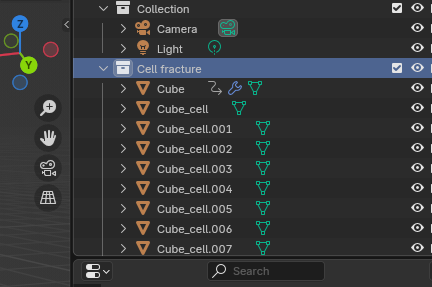 Collection
Z
Camera
Light
Y
Cell fracture
Cube
Cube_cell
Cube_cell.001
Cube_cell.002
Cube_cell.003
Cube_cell.004
Cube_cell.005
Cube_cell.006
Cube_cell.007
Search